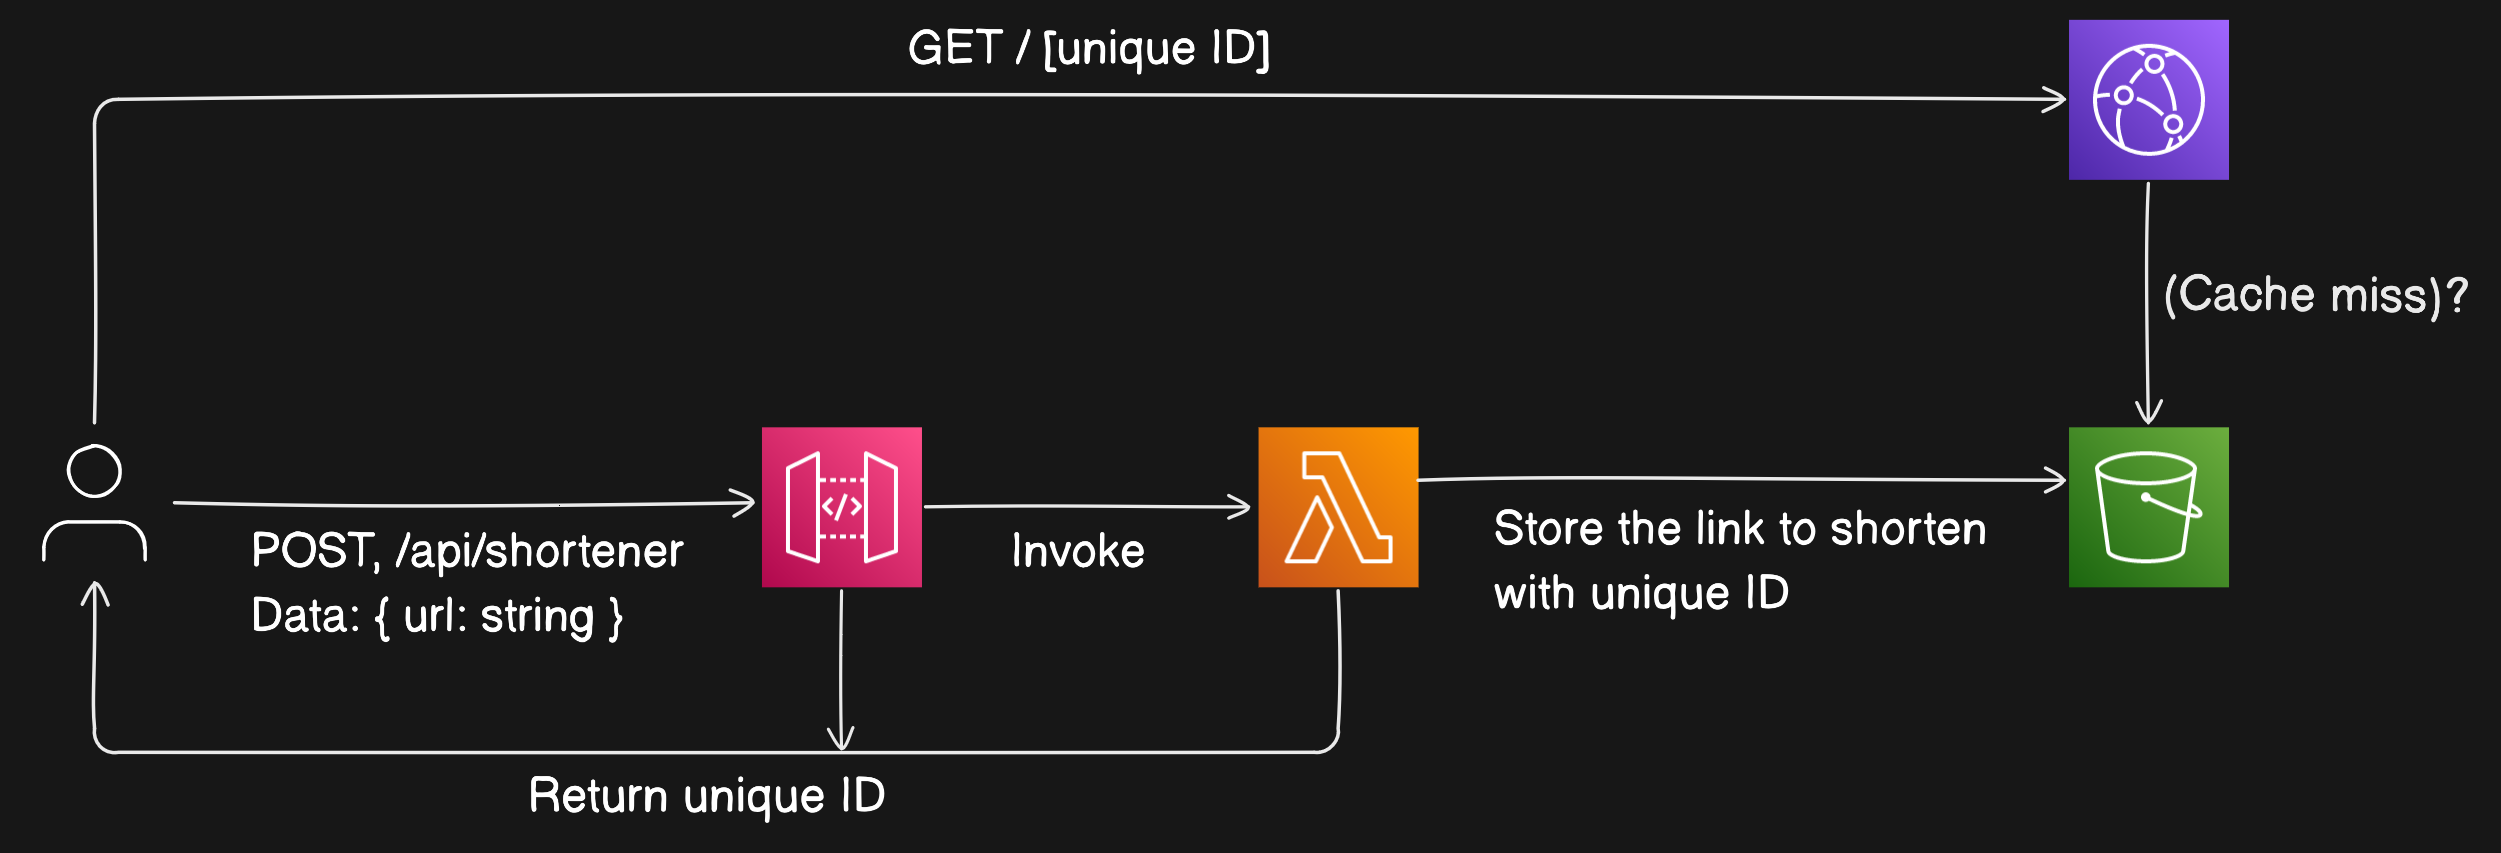 GET / [unique ID]
(Cache miss)?
POST, /api/shortener
Data: { url: string }
Invoke
Store the link to shorten
with unique ID
Return unique ID